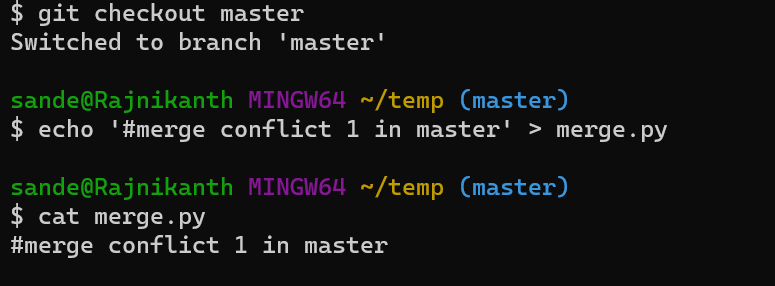 $ git checkout master
Switched to branch 'master'
sande@Rajnikanth MINGW64 ~/temp (master)
$ echo '#merge conflict 1 in master' > merge.py
sande@Rajnikanth MINGW64 ~/temp (master)
$ cat merge.py
#merge conflict 1 in master